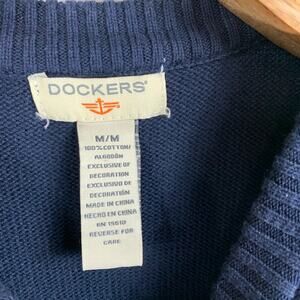 DOCKERS®
M/M
100% COTTON/
ALGODÓN
EXCLUSIVE OF
DECORATION
EXCLUSIVO DE
DECORATIÓN
MADE IN CHINA
HECHO EN CHINA
RN 15610
REVERSE FOR
CARE